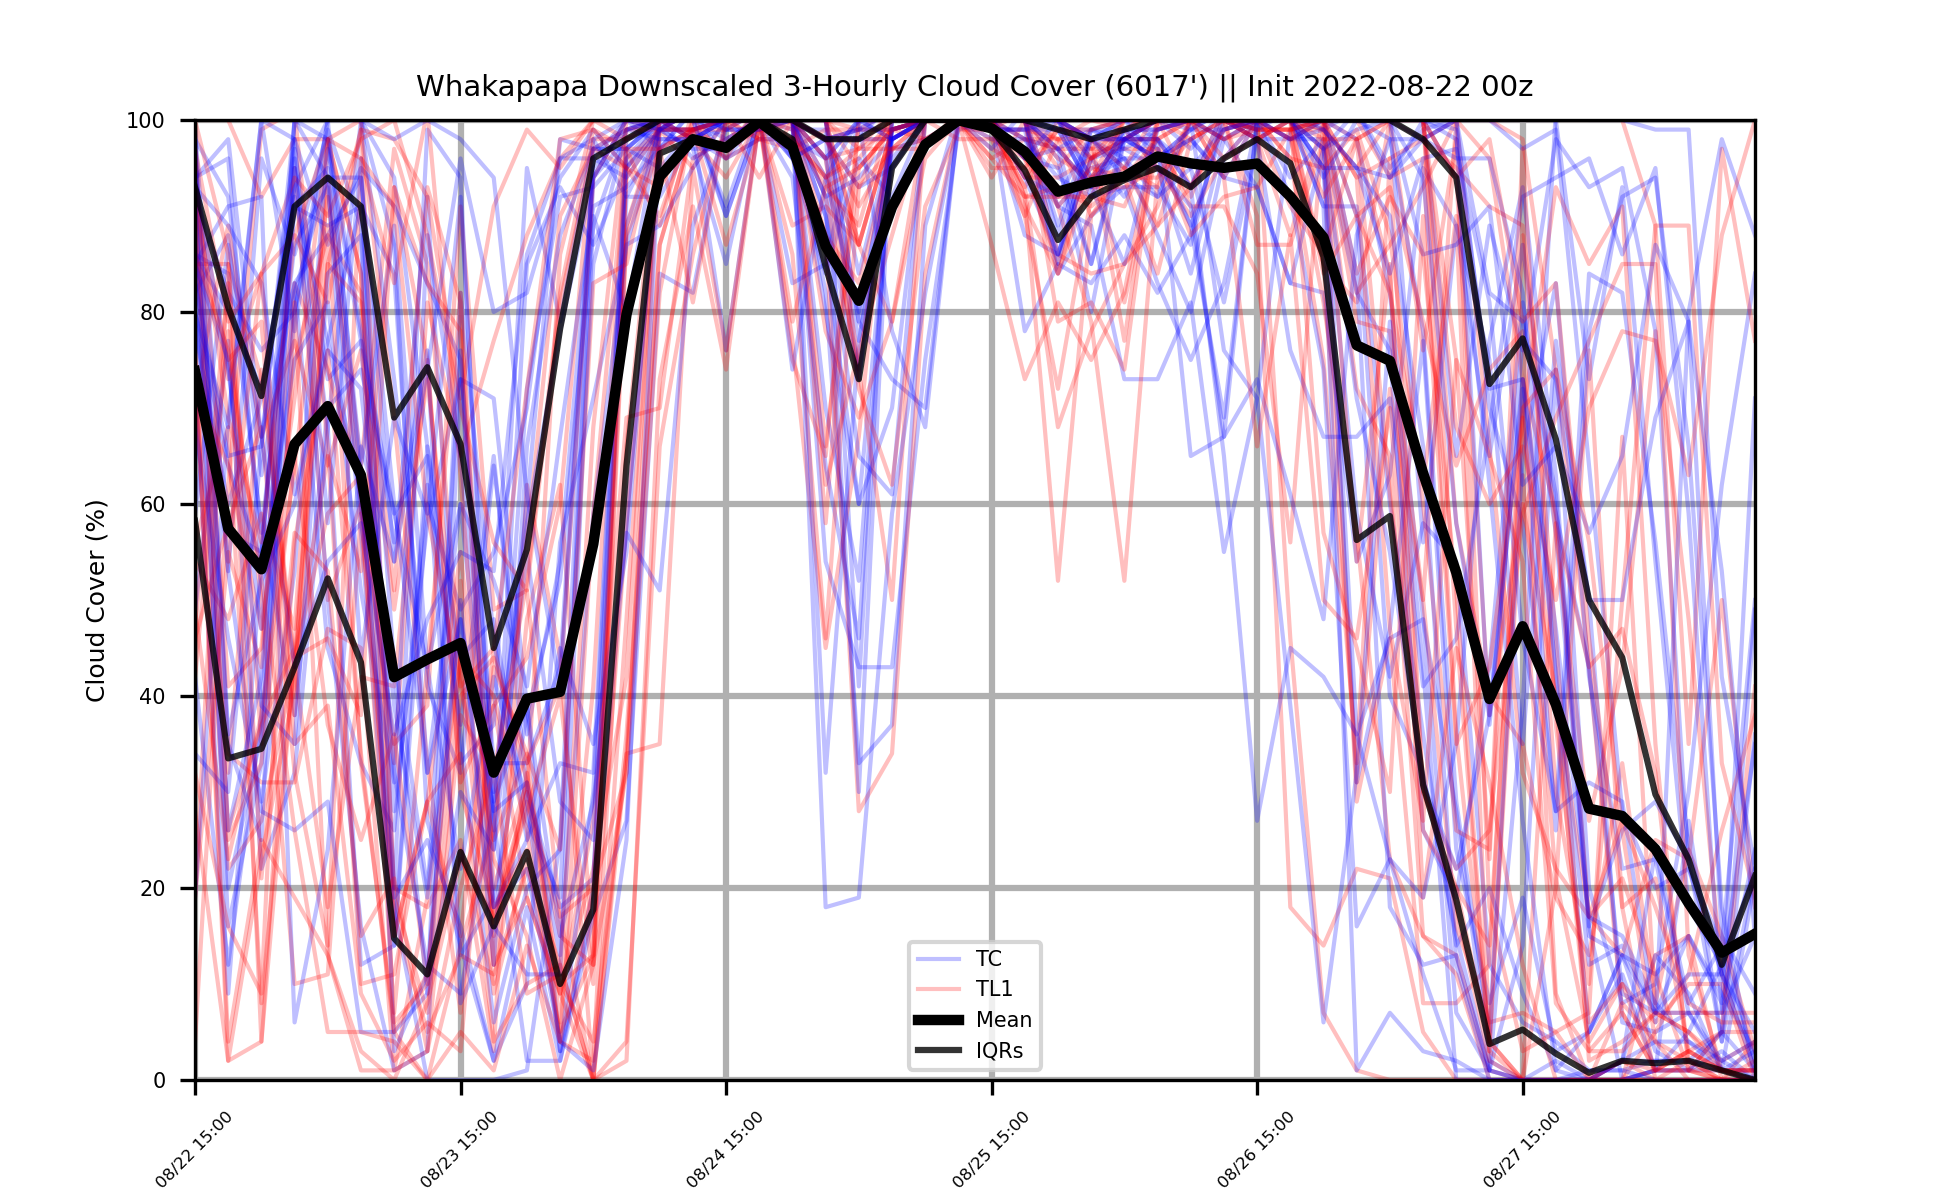 Whakapapa Downscaled 3-Hourly Cloud Cover (6017') || Init 2022-08-22 00z
Cloud Cover (%)
100
80
60
40
20
0
TC
TL1
Mean
IQRs
08/22 15:00
08/23 15:00
08/24 15:00
08/25 15:00
08/26 15:00
08/27 15:00